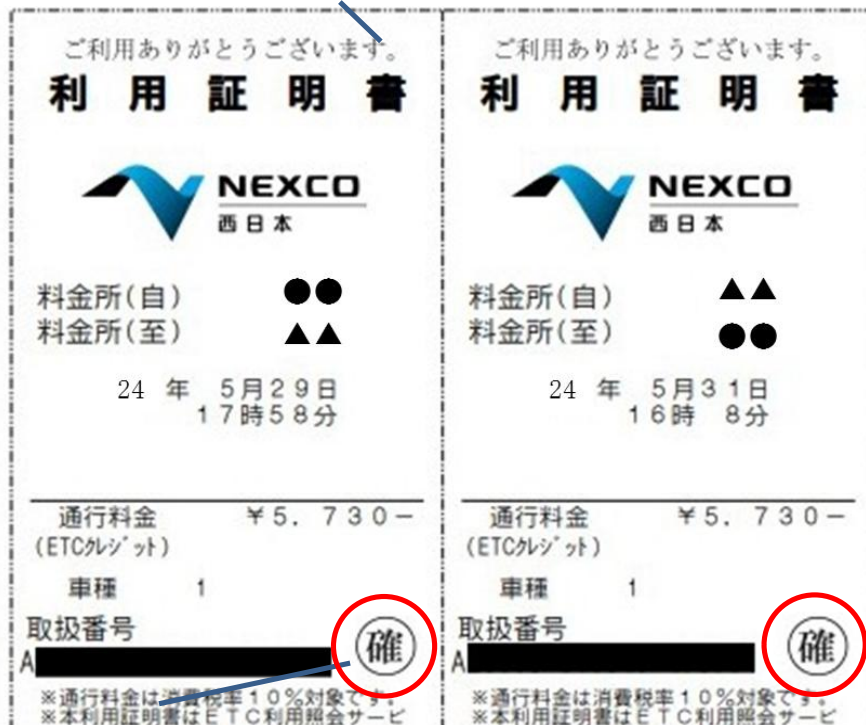 ご利用ありがとうございます。
利用証明書
NEXCO
西日本
料金所(自) ●●
料金所(至) ▲▲
24 年 5月29日
17時58分
通行料金 ¥5.730-
(ETCクレジット)
車種 1
取扱番号
A
確
※通行料金は消費税率10%対象です。
※本利用証明書はETC利用照会サービ
ご利用ありがとうございます。
利用証明書
NEXCO
西日本
料金所(自) ▲▲
料金所(至) ●●
24 年 5月31日
16時 8分
通行料金 ¥5.730-
(ETCクレジット)
車種 1
取扱番号
A
確
※通行料金は消費税率10%対象です。
※本利用証明書はETC利用照会サービ